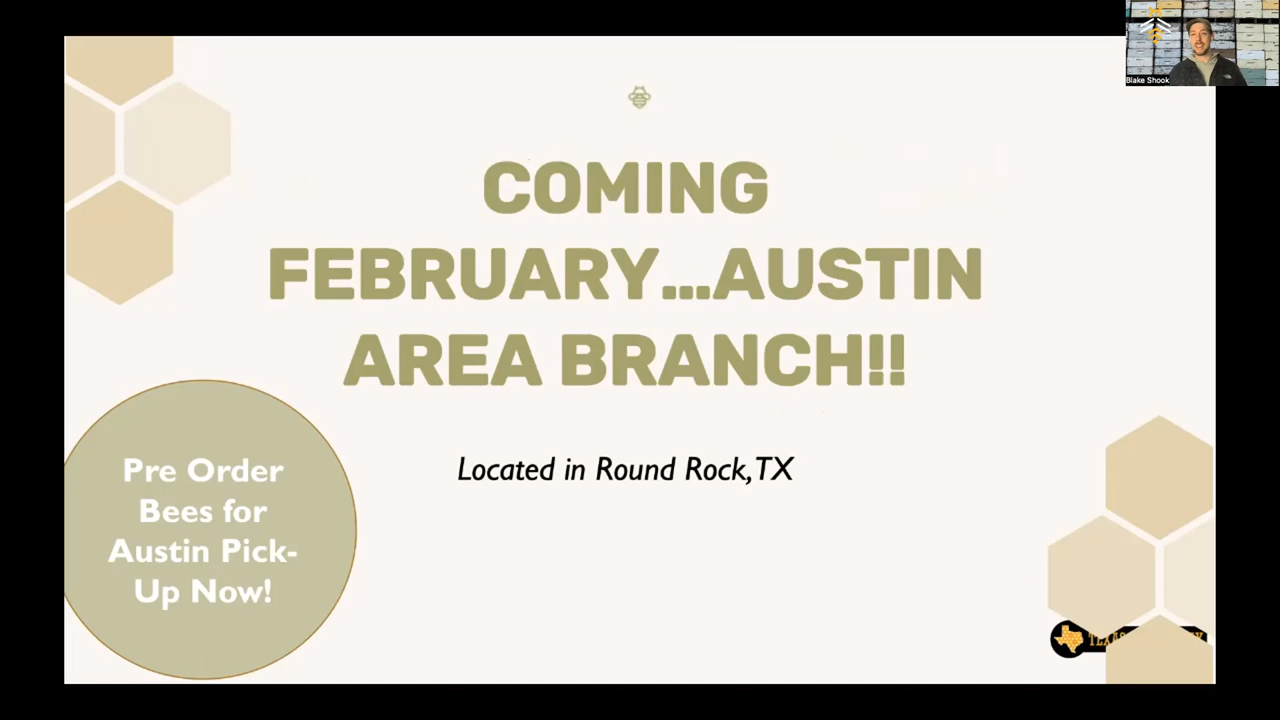 Blake Shook
COMING
FEBRUARY...AUSTIN
AREA BRANCH!!
Located in Round Rock, TX
Pre Order
Bees for
Austin Pick-
Up Now!